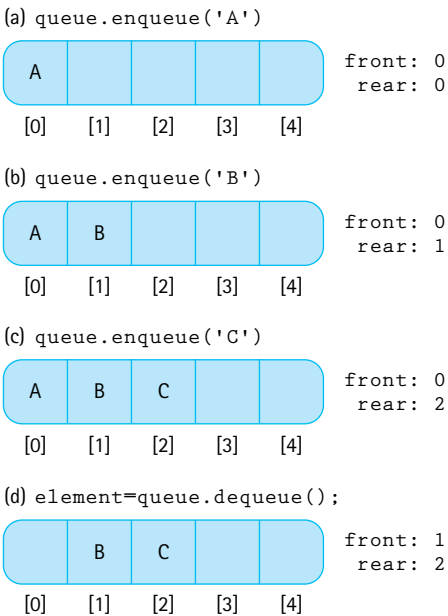 (a) queue.enqueue('A')
A
front: 0
rear: 0
[0] [1] [2] [3] [4]
(b) queue.enqueue('B')
A B
front: 0
rear: 1
[0] [1] [2] [3] [4]
(c) queue.enqueue('C')
A B C
front: 0
rear: 2
[0] [1] [2] [3] [4]
(d) element=queue.dequeue();
B C
front: 1
rear: 2
[0] [1] [2] [3] [4]